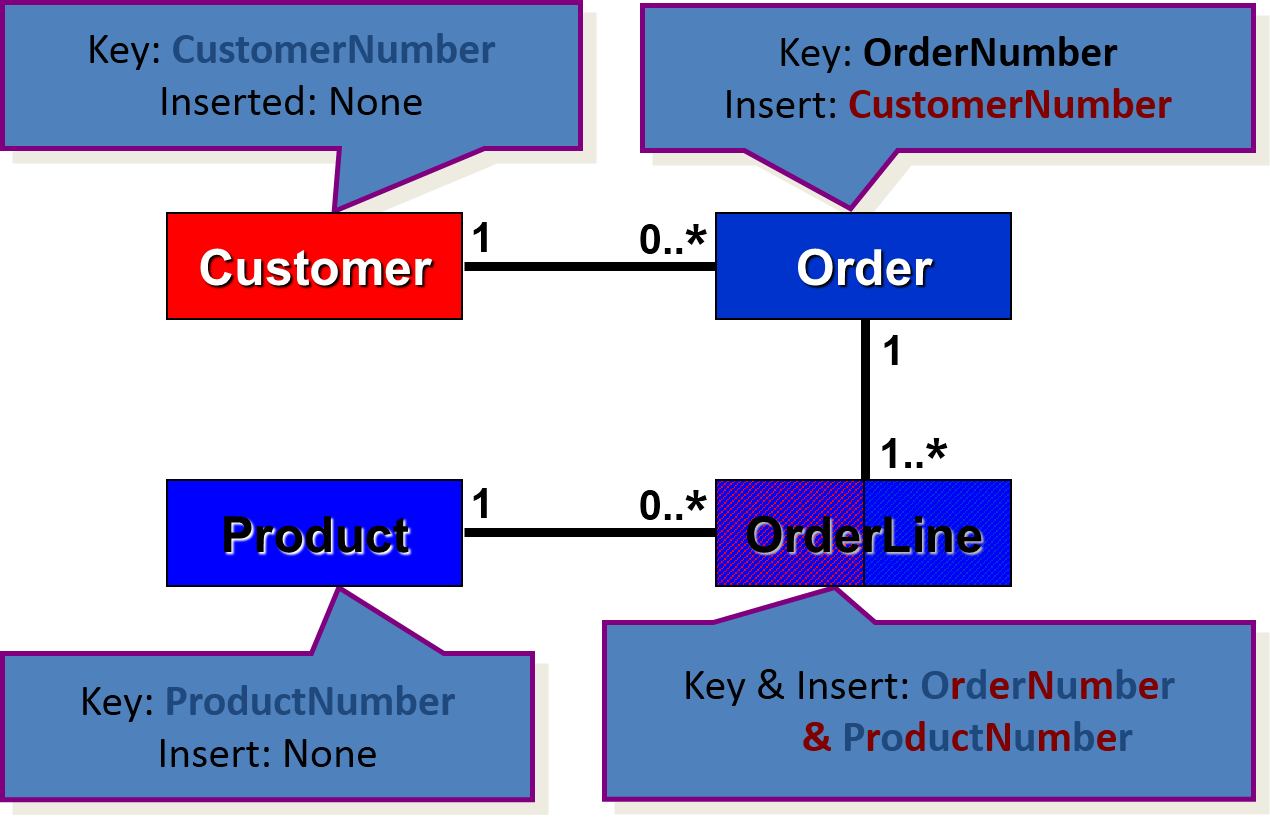 Key: CustomerNumber
Inserted: None
Key: OrderNumber
Insert: CustomerNumber
Customer
1
0..*
Order
1
1..*
Product
1
0..*
OrderLine
Key: ProductNumber
Insert: None
Key & Insert: OrderNumber
& ProductNumber